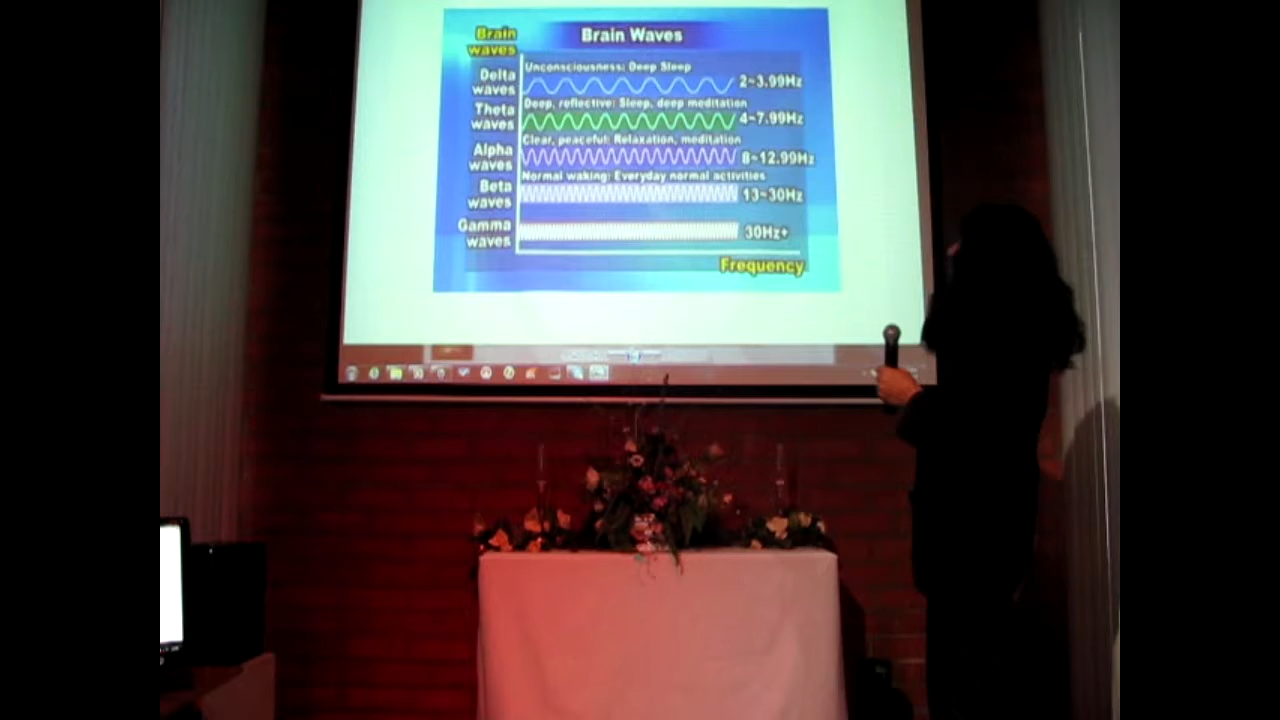 Brain
waves
Brain Waves
Unconsciousness: Deep Sleep
Delta
waves
2~3.99Hz
Deep, reflective: Sleep, deep meditation
Theta
waves
4~7.99Hz
Clear, peaceful: Relaxation, meditation
Alpha
waves
8~12.99Hz
Normal waking: Everyday normal activities
Beta
waves
13~30Hz
Gamma
waves
30Hz+
Frequency